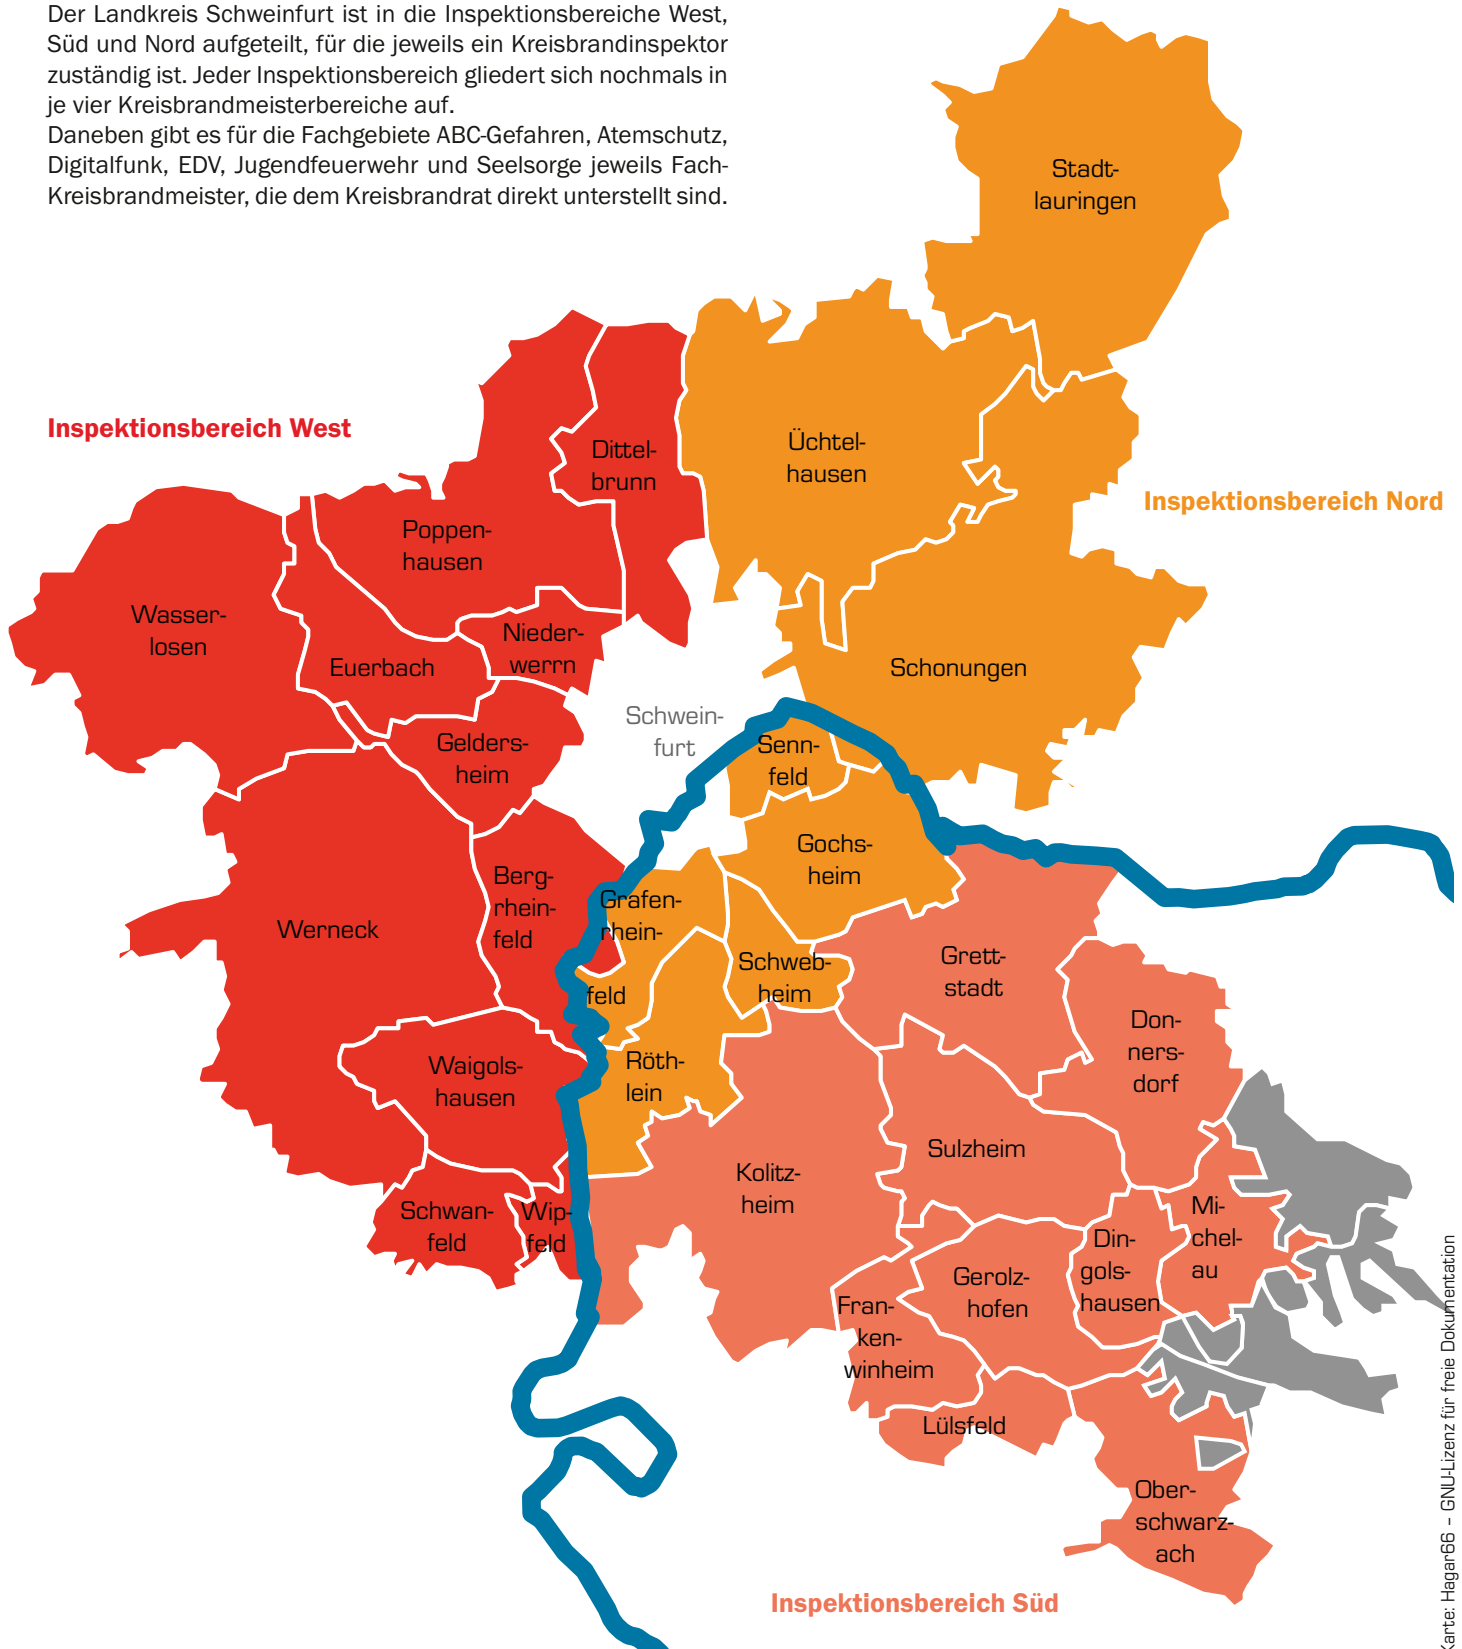 Der Landkreis Schweinfurt ist in die Inspektionsbereiche West,
Süd und Nord aufgeteilt, für die jeweils ein Kreisbrandinspektor
zuständig ist. Jeder Inspektionsbereich gliedert sich nochmals in
je vier Kreisbrandmeisterbereiche auf.
Daneben gibt es für die Fachgebiete ABC-Gefahren, Atemschutz,
Digitalfunk, EDV, Jugendfeuerwehr und Seelsorge jeweils Fach-
Kreisbrandmeister, die dem Kreisbrandrat direkt unterstellt sind.
Stadt-
lauringen
Inspektionsbereich West
Dittel-
brunn
Üchtel-
hausen
Inspektionsbereich Nord
Poppen-
hausen
Wasser-
losen
Nieder-
werrn
Euerbach
Schonungen
Schwein-
furt
Gelders-
heim
Senn-
feld
Gochs-
heim
Berg-
rhein-
feld
Grafen-
rhein-
feld
Werneck
Schweb-
heim
Grett-
stadt
Don-
ners-
dorf
Waigols-
hausen
Röth-
lein
Sulzheim
Kolitz-
heim
Schwan-
feld
Wip-
feld
Mi-
chel-
au
Din-
gols-
hausen
Gerolz-
hofen
Fran-
ken-
winheim
Lülsfeld
Ober-
schwarz-
ach
Inspektionsbereich Süd
Karte: Hagar66 – GNU-Lizenz für freie Dokumentation